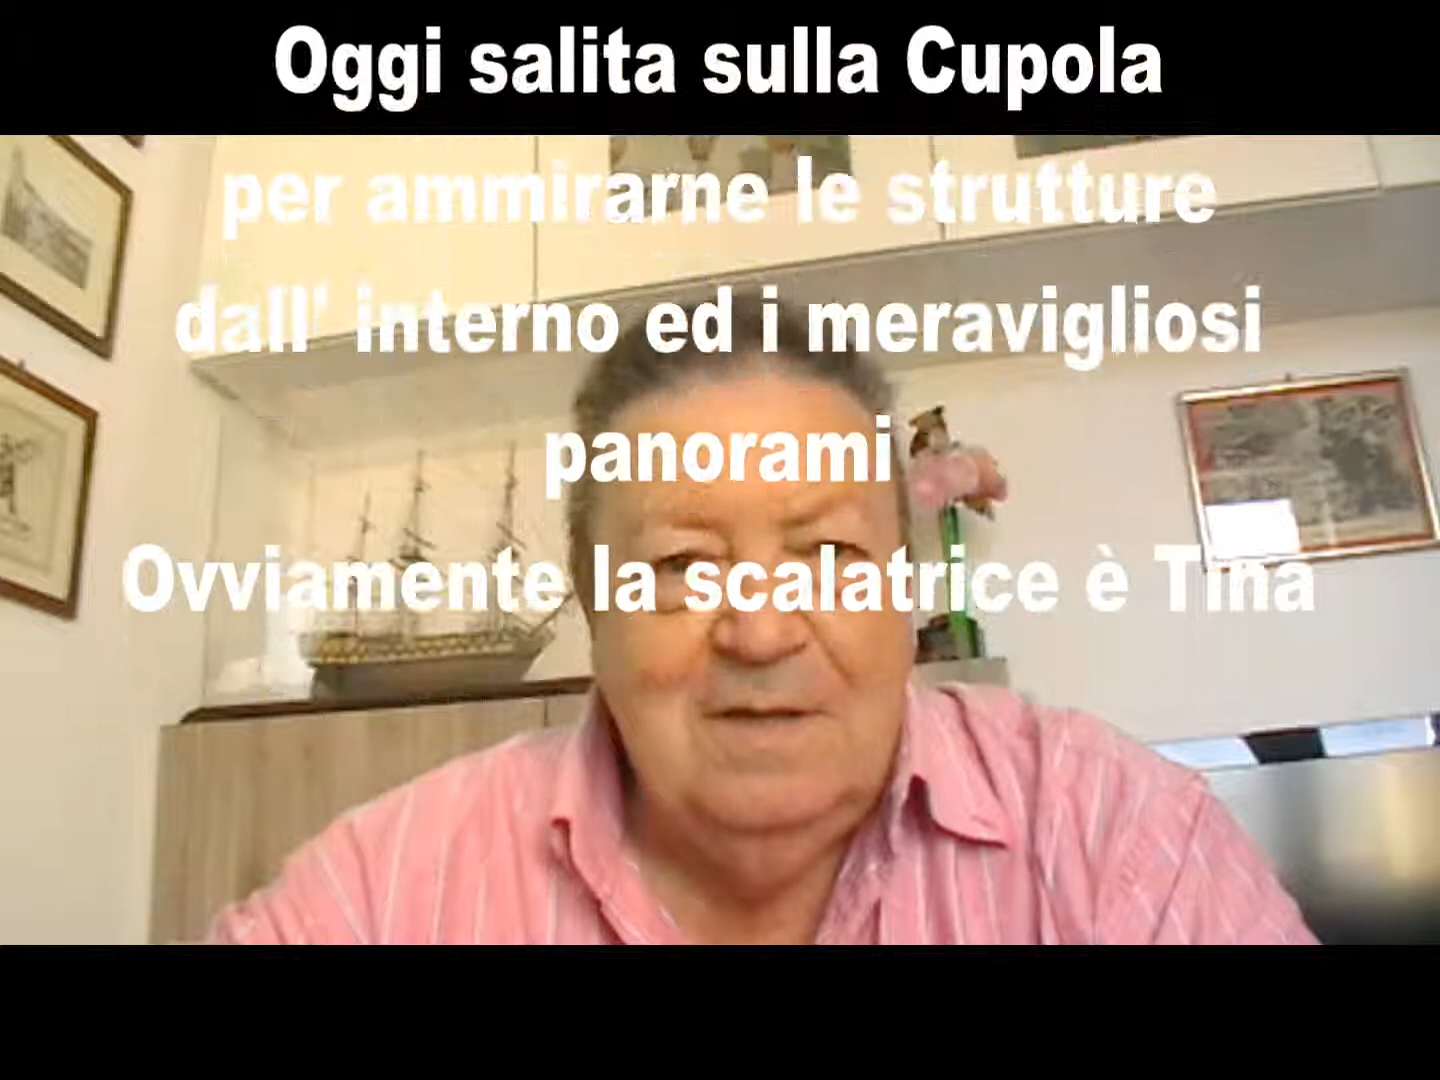 Oggi salita sulla Cupola
per ammirarne le strutture
dall' interno ed i meravigliosi
panorami
Ovviamente la scalatrice è Tina